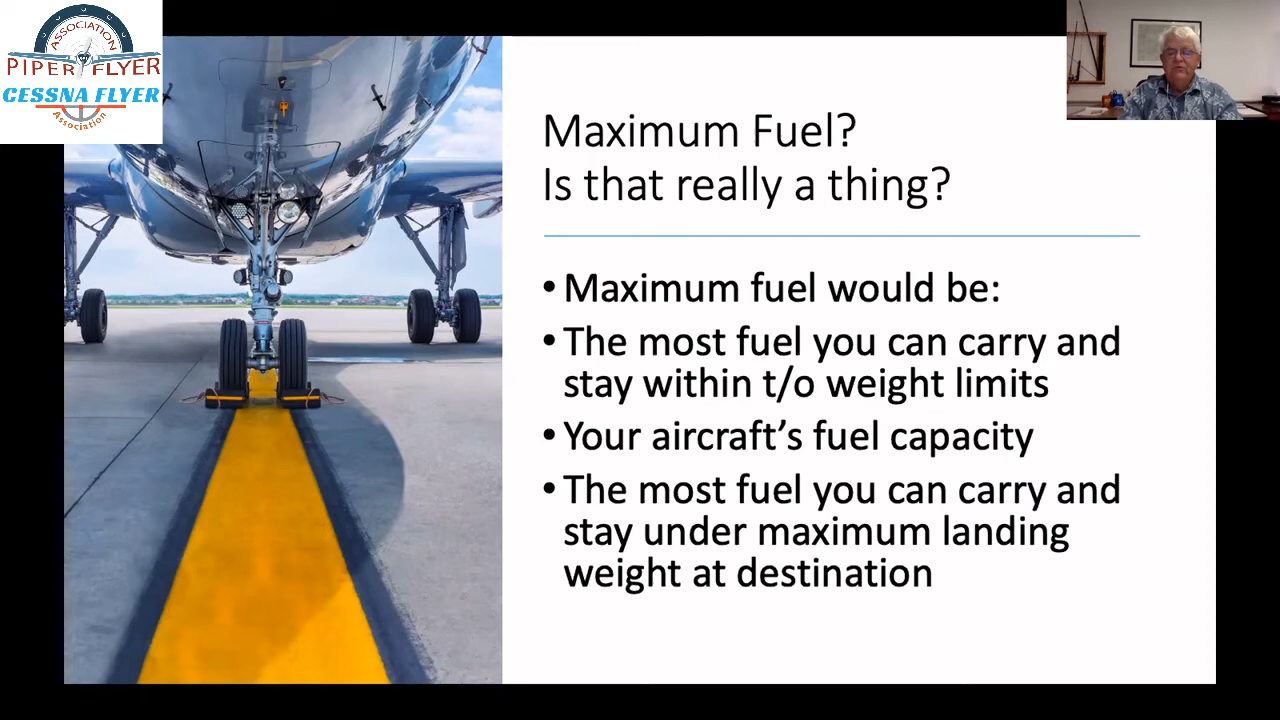 ASSOCIATION
PIPER FLYER
CESSNA FLYER
Association
Maximum Fuel?
Is that really a thing?
• Maximum fuel would be:
• The most fuel you can carry and
stay within t/o weight limits
• Your aircraft's fuel capacity
• The most fuel you can carry and
stay under maximum landing
weight at destination